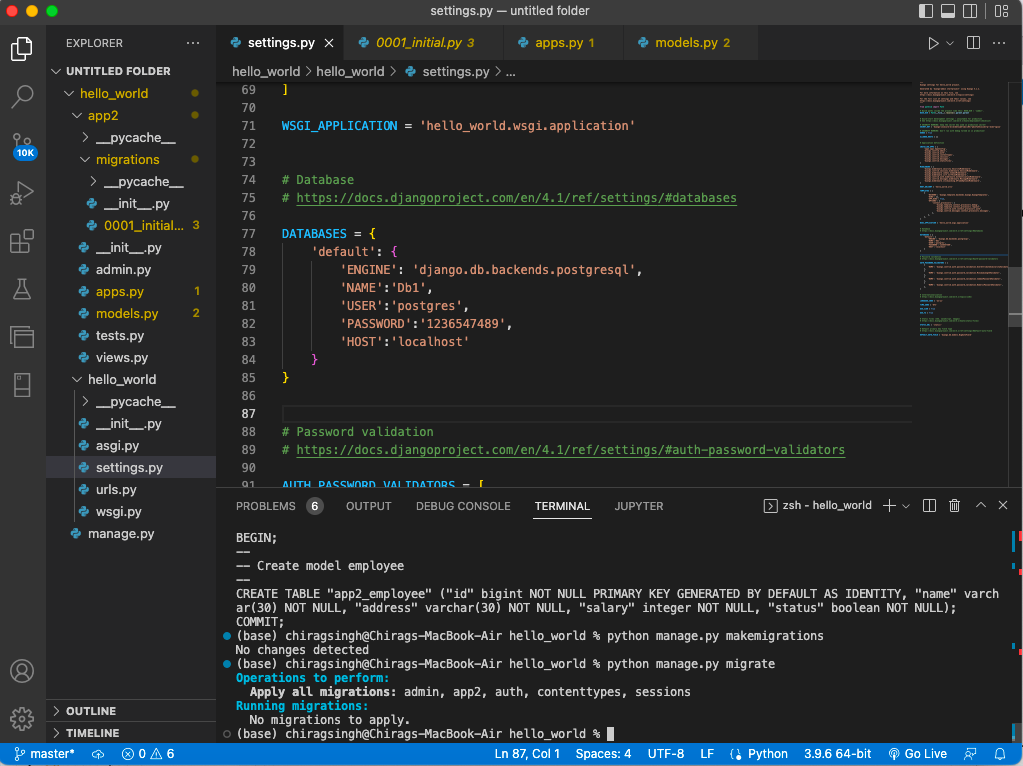 settings.py — untitled folder
EXPLORER
settings.py
0001_initial.py 3
apps.py 1
models.py 2
hello_world > hello_world > settings.py > ...
UNTITLED FOLDER
hello_world
app2
__pycache__
migrations
__pycache__
__init__.py
0001_initial... 3
__init__.py
admin.py
apps.py 1
models.py 2
tests.py
views.py
hello_world
__pycache__
__init__.py
asgi.py
settings.py
urls.py
wsgi.py
manage.py
OUTLINE
TIMELINE
10K
69 ]
70
71 WSGI_APPLICATION = 'hello_world.wsgi.application'
72
73
74 # Database
75 # https://docs.djangoproject.com/en/4.1/ref/settings/#databases
76
77 DATABASES = {
78 'default': {
79 'ENGINE': 'django.db.backends.postgresql',
80 'NAME':'Db1',
81 'USER':'postgres',
82 'PASSWORD':'1236547489',
83 'HOST':'localhost'
84 }
85 }
86
87
88 # Password validation
89 # https://docs.djangoproject.com/en/4.1/ref/settings/#auth-password-validators
90
91 AUTH_PASSWORD_VALIDATORS = [
PROBLEMS 6 OUTPUT DEBUG CONSOLE TERMINAL JUPYTER zsh - hello_world
BEGIN;
--
-- Create model employee
--
CREATE TABLE "app2_employee" ("id" bigint NOT NULL PRIMARY KEY GENERATED BY DEFAULT AS IDENTITY, "name" varch
ar(30) NOT NULL, "address" varchar(30) NOT NULL, "salary" integer NOT NULL, "status" boolean NOT NULL);
COMMIT;
(base) chiragsingh@Chirags-MacBook-Air hello_world % python manage.py makemigrations
No changes detected
(base) chiragsingh@Chirags-MacBook-Air hello_world % python manage.py migrate
Operations to perform:
Apply all migrations: admin, app2, auth, contenttypes, sessions
Running migrations:
No migrations to apply.
(base) chiragsingh@Chirags-MacBook-Air hello_world %
master* 0 6 Ln 87, Col 1 Spaces: 4 UTF-8 LF Python 3.9.6 64-bit Go Live